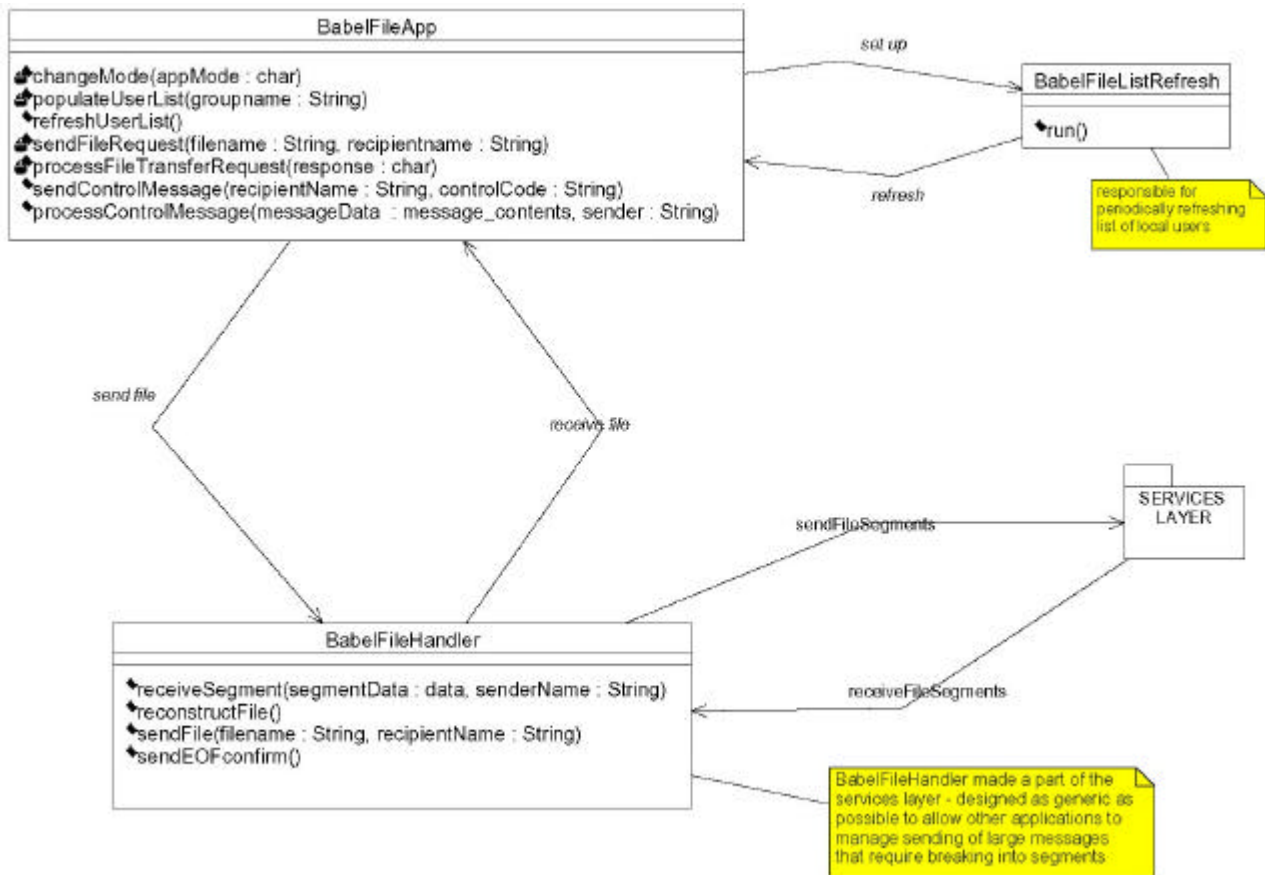 BabelFileApp
changeMode(appMode : char)
populateUserList(groupname : String)
refreshUserList()
sendFileRequest(filename : String, recipientname : String)
processFileTransferRequest(response : char)
sendControlMessage(recipientName : String, controlCode : String)
processControlMessage(messageData : message_contents, sender : String)
set up
BabelFileListRefresh
run()
refresh
responsible for
periodically refreshing
list of local users
send file
receive file
SERVICES
LAYER
sendFileSegments
receiveFileSegments
BabelFileHandler
receiveSegment(segmentData : data, senderName : String)
reconstructFile()
sendFile(filename : String, recipientName : String)
sendEOFconfirm()
BabelFileHandler made a part of the
services layer - designed as generic as
possible to allow other applications to
manage sending of large messages
that require breaking into segments